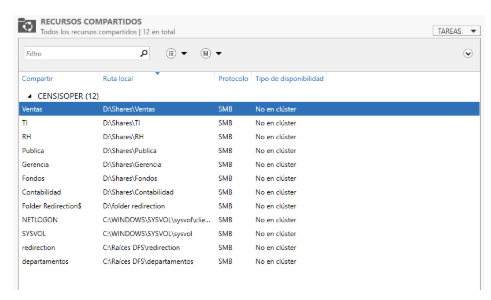 RECURSOS COMPARTIDOS
Todos los recursos compartidos | 12 en total
TAREAS
Filtro
Compartir Ruta local Protocolo Tipo de disponibilidad
CENSISOPER (12)
Ventas D:\Shares\Ventas SMB No en clúster
TI D:\Shares\TI SMB No en clúster
RH D:\Shares\RH SMB No en clúster
Publica D:\Shares\Publica SMB No en clúster
Gerencia D:\Shares\Gerencia SMB No en clúster
Fondos D:\Shares\Fondos SMB No en clúster
Contabilidad D:\Shares\Contabilidad SMB No en clúster
Folder Redirection$ D:\folder redirection SMB No en clúster
NETLOGON C:\WINDOWS\SYSVOL\sysvol\clie... SMB No en clúster
SYSVOL C:\WINDOWS\SYSVOL\sysvol SMB No en clúster
redirection C:\Raíces DFS\redirection SMB No en clúster
departamentos C:\Raíces DFS\departamentos SMB No en clúster